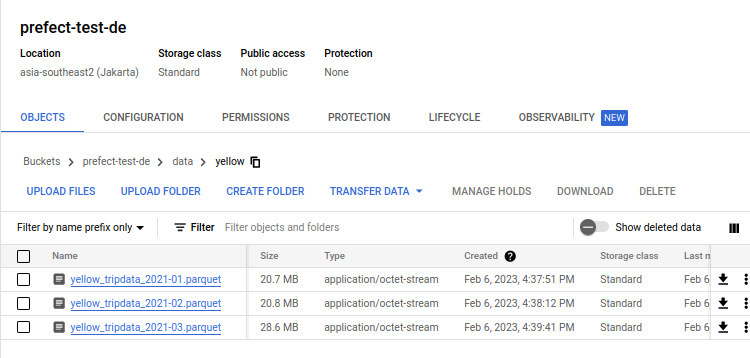 prefect-test-de
Location Storage class Public access Protection
asia-southeast2 (Jakarta) Standard Not public None
OBJECTS CONFIGURATION PERMISSIONS PROTECTION LIFECYCLE OBSERVABILITY NEW
Buckets > prefect-test-de > data > yellow
UPLOAD FILES UPLOAD FOLDER CREATE FOLDER TRANSFER DATA MANAGE HOLDS DOWNLOAD DELETE
Filter by name prefix only Filter Filter objects and folders Show deleted data
Name Size Type Created ? Storage class Last m
yellow_tripdata_2021-01.parquet 20.7 MB application/octet-stream Feb 6, 2023, 4:37:51 PM Standard Feb 6
yellow_tripdata_2021-02.parquet 20.8 MB application/octet-stream Feb 6, 2023, 4:38:12 PM Standard Feb 6
yellow_tripdata_2021-03.parquet 28.6 MB application/octet-stream Feb 6, 2023, 4:39:41 PM Standard Feb 6